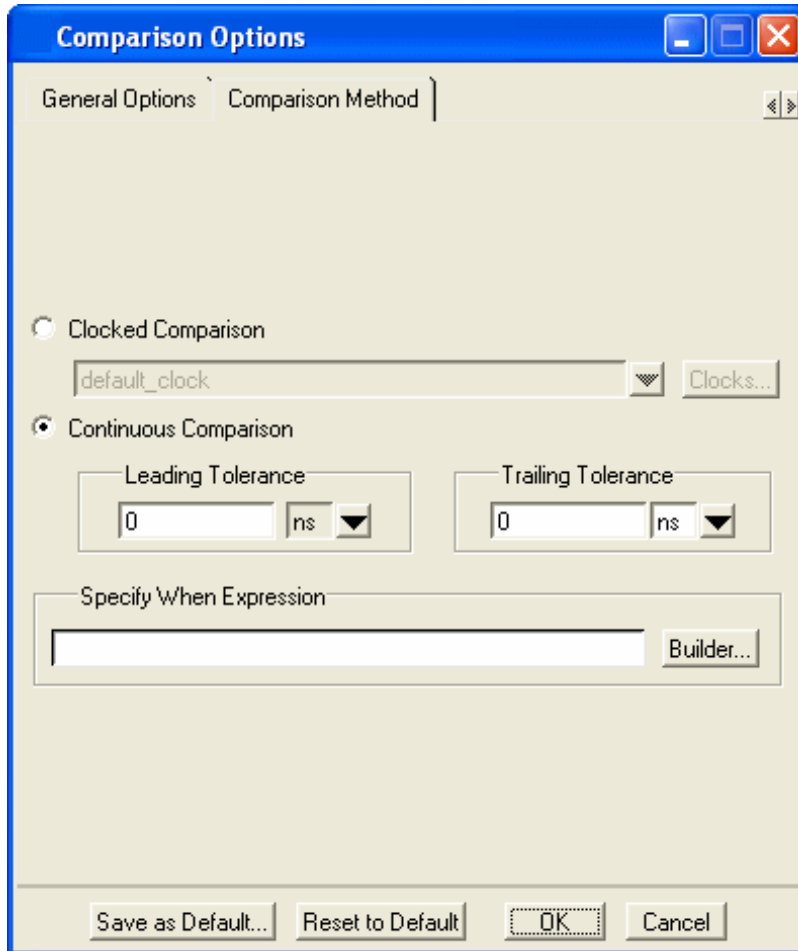 Comparison Options
General Options Comparison Method
Clocked Comparison
default_clock Clocks...
Continuous Comparison
Leading Tolerance Trailing Tolerance
0 ns 0 ns
Specify When Expression
Builder...
Save as Default... Reset to Default OK Cancel